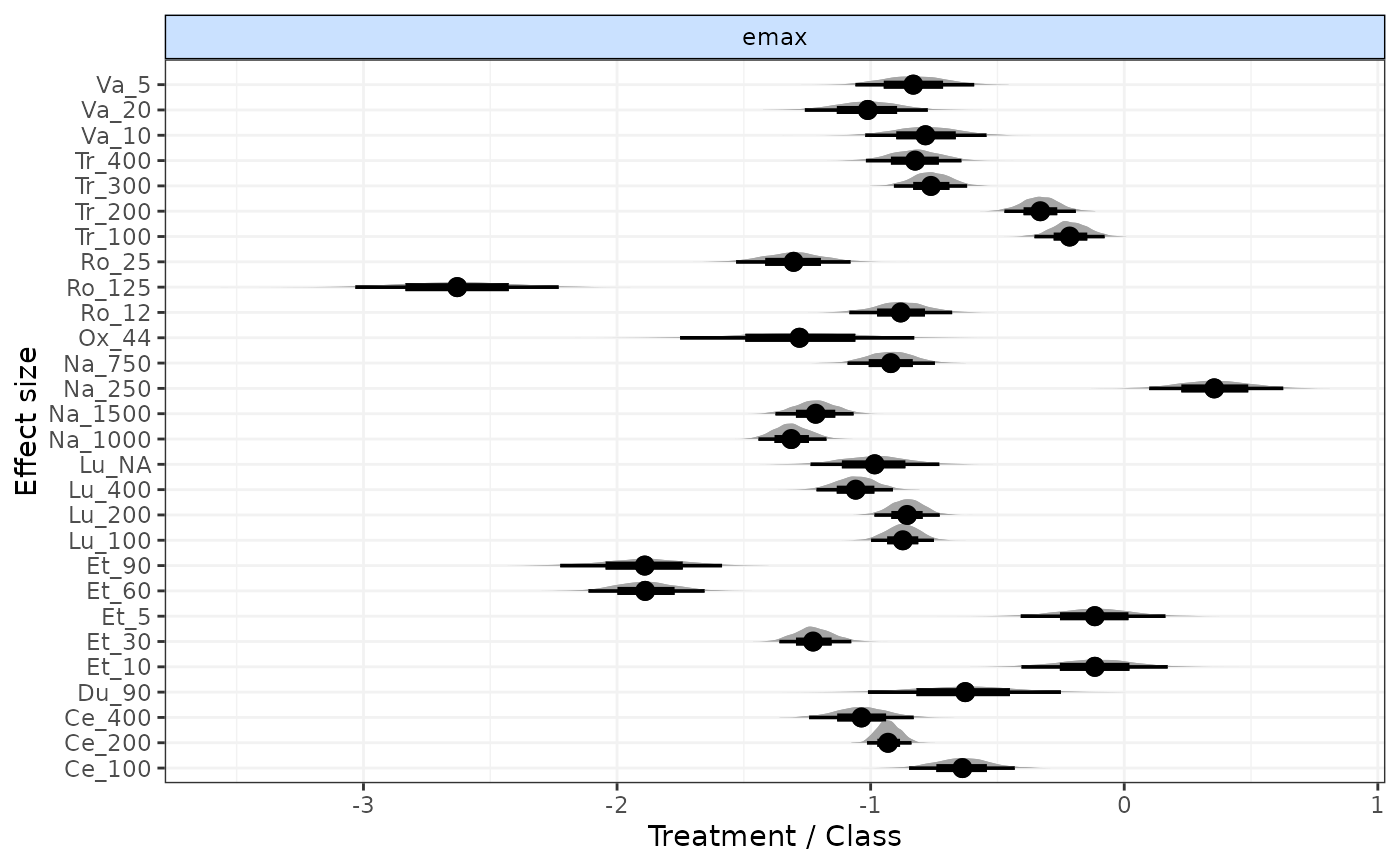 emax
Va_5
Va_20
Va_10
Tr_400
Tr_300
Tr_200
Tr_100
Ro_25
Ro_125
Ro_12
Ox_44
Na_750
Na_250
Na_1500
Na_1000
Lu_NA
Lu_400
Lu_200
Lu_100
Et_90
Et_60
Et_5
Et_30
Et_10
Du_90
Ce_400
Ce_200
Ce_100
Effect size
-3 -2 -1 0 1
Treatment / Class